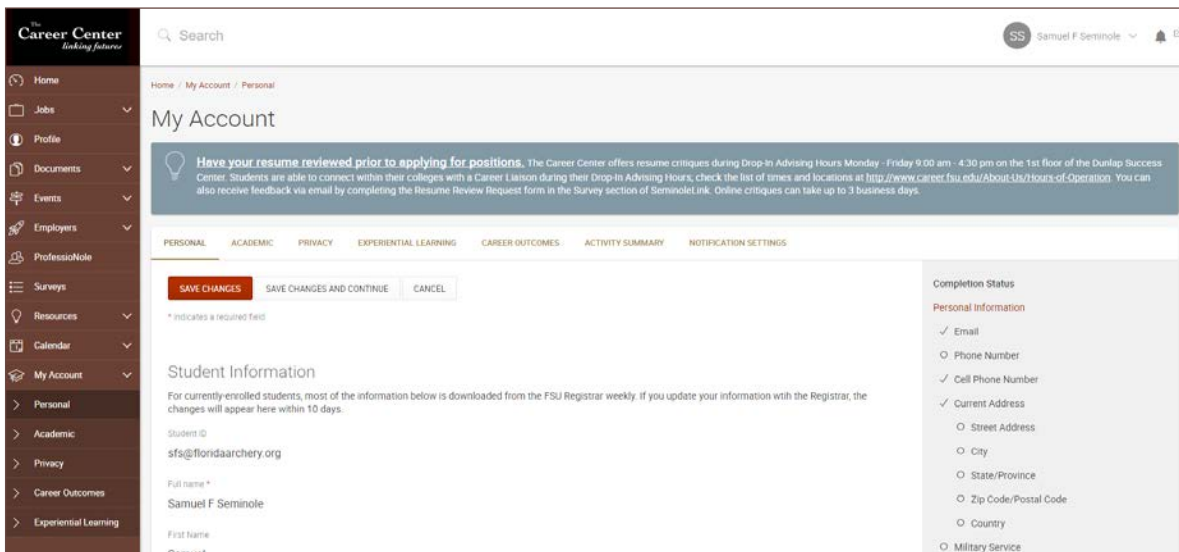 The
Career Center
linking futures
Search
SS Samuel F Seminole
Home
Jobs
Profile
Documents
Events
Employers
ProfessioNole
Surveys
Resources
Calendar
My Account
Personal
Academic
Privacy
Career Outcomes
Experiential Learning
Home / My Account / Personal
My Account
Have your resume reviewed prior to applying for positions. The Career Center offers resume critiques during Drop-In Advising Hours Monday - Friday 9:00 am - 4:30 pm on the 1st floor of the Dunlap Success
Center. Students are able to connect within their colleges with a Career Liaison during their Drop-In Advising Hours, check the list of times and locations at http://www.career.fsu.edu/About-Us/Hours-of-Operation. You can
also receive feedback via email by completing the Resume Review Request form in the Survey section of SeminoleLink. Online critiques can take up to 3 business days.
PERSONAL ACADEMIC PRIVACY EXPERIENTIAL LEARNING CAREER OUTCOMES ACTIVITY SUMMARY NOTIFICATION SETTINGS
SAVE CHANGES SAVE CHANGES AND CONTINUE CANCEL
* indicates a required field
Student Information
For currently-enrolled students, most of the information below is downloaded from the FSU Registrar weekly. If you update your information wtih the Registrar, the
changes will appear here within 10 days.
Student ID
sfs@floridaarchery.org
Full name *
Samuel F Seminole
First Name
Completion Status
Personal Information
Email
Phone Number
Cell Phone Number
Current Address
Street Address
City
State/Province
Zip Code/Postal Code
Country
Military Service